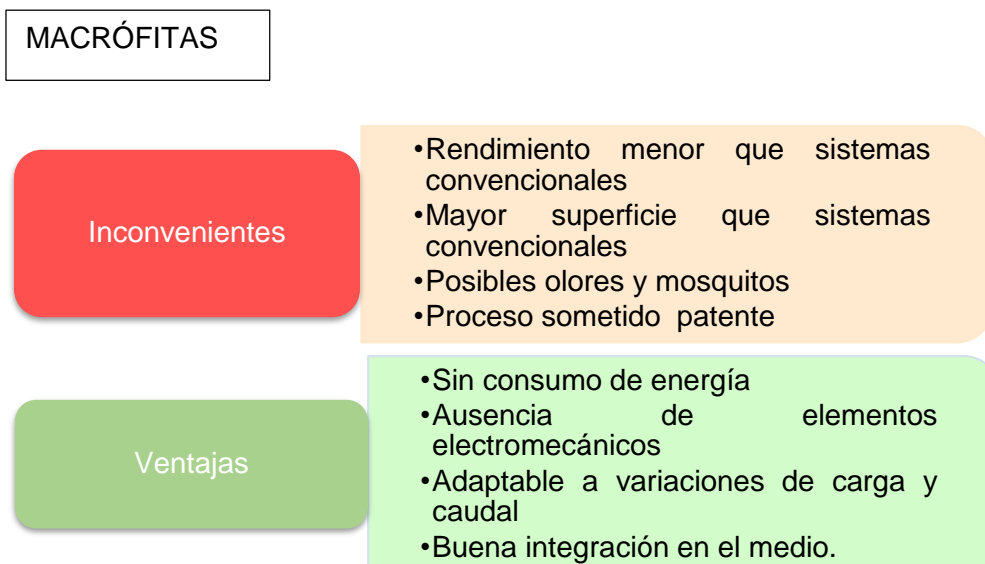 MACRÓFITAS
Inconvenientes
•Rendimiento menor que sistemas
convencionales
•Mayor superficie que sistemas
convencionales
•Posibles olores y mosquitos
•Proceso sometido patente
Ventajas
•Sin consumo de energía
•Ausencia de elementos
electromecánicos
•Adaptable a variaciones de carga y
caudal
•Buena integración en el medio.